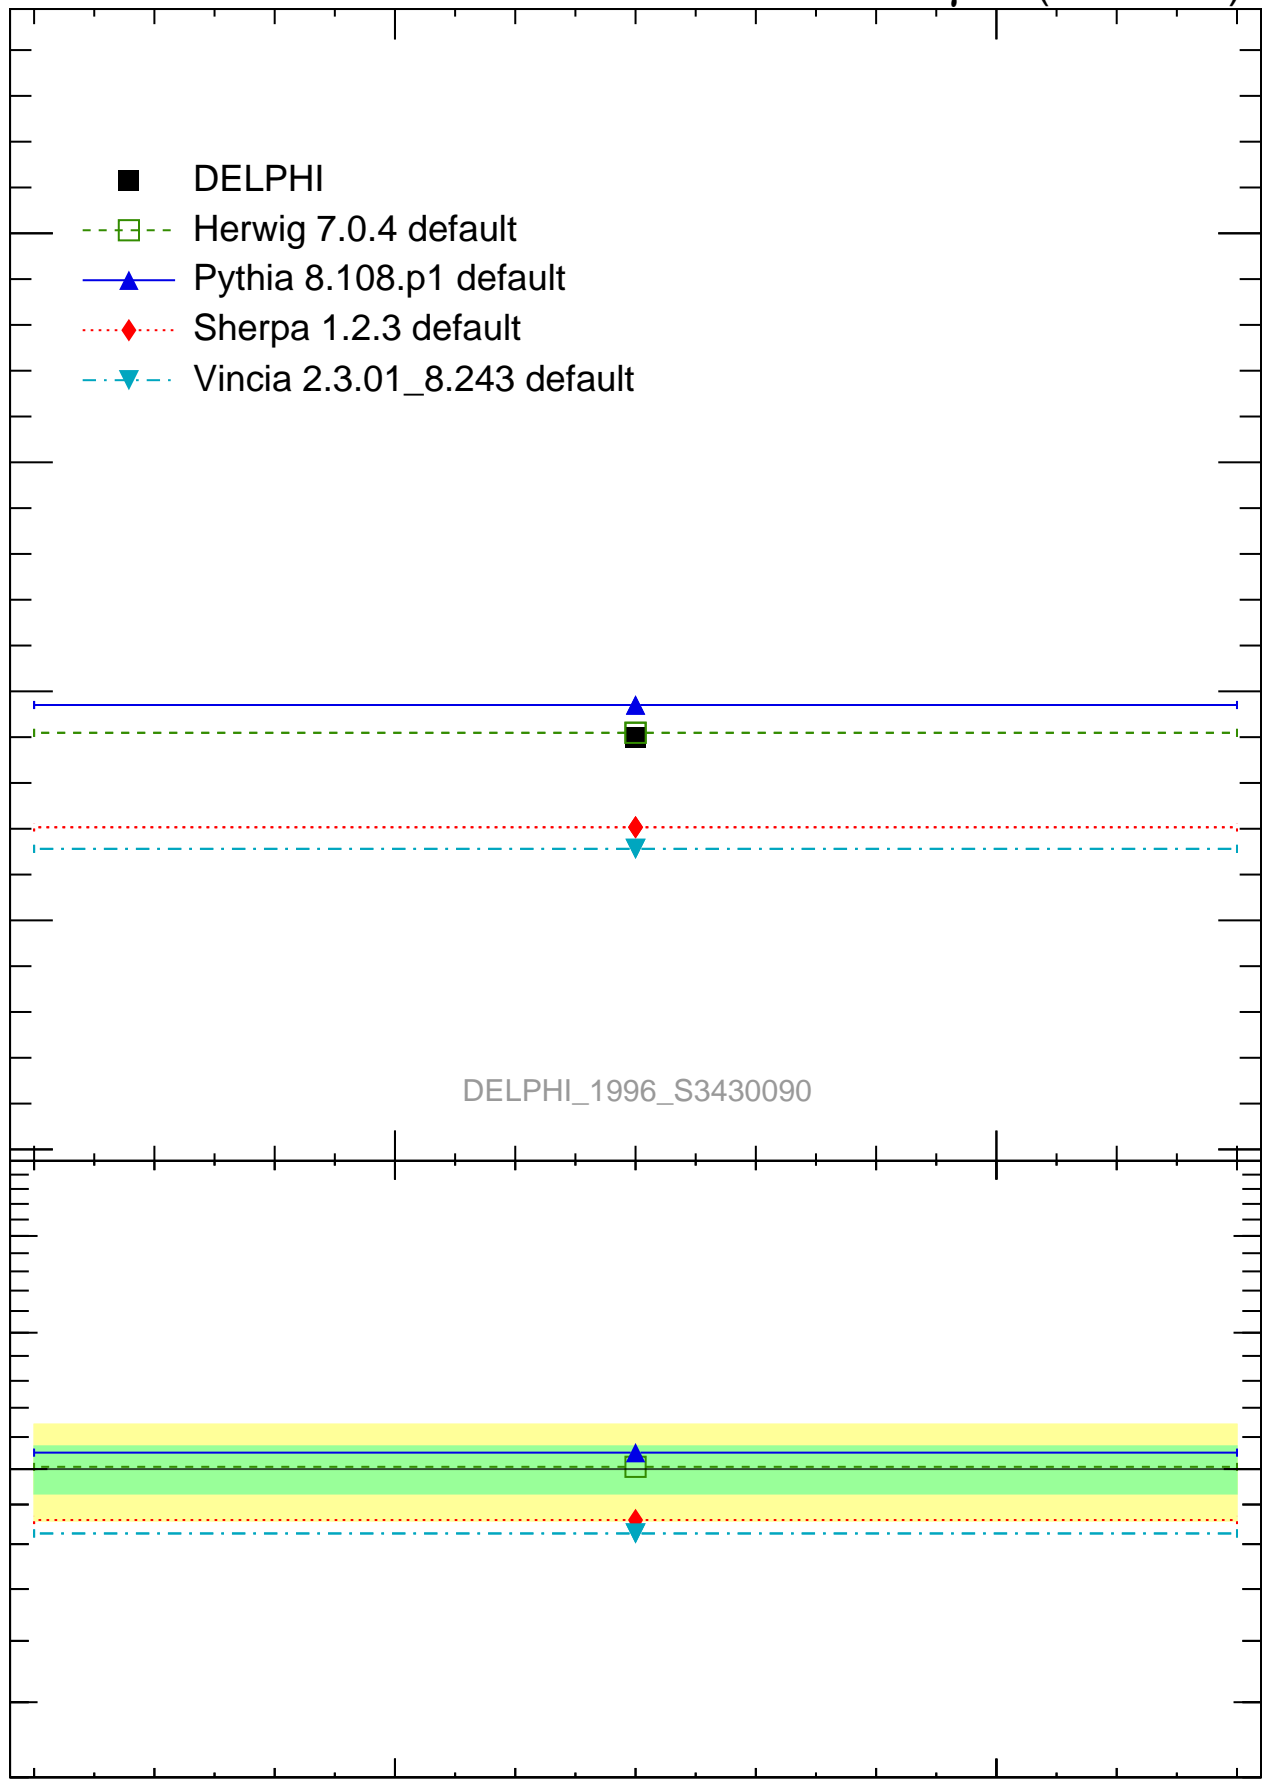 DELPHI
Herwig 7.0.4 default
Pythia 8.108.p1 default
Sherpa 1.2.3 default
Vincia 2.3.01_8.243 default
DELPHI_1996_S3430090